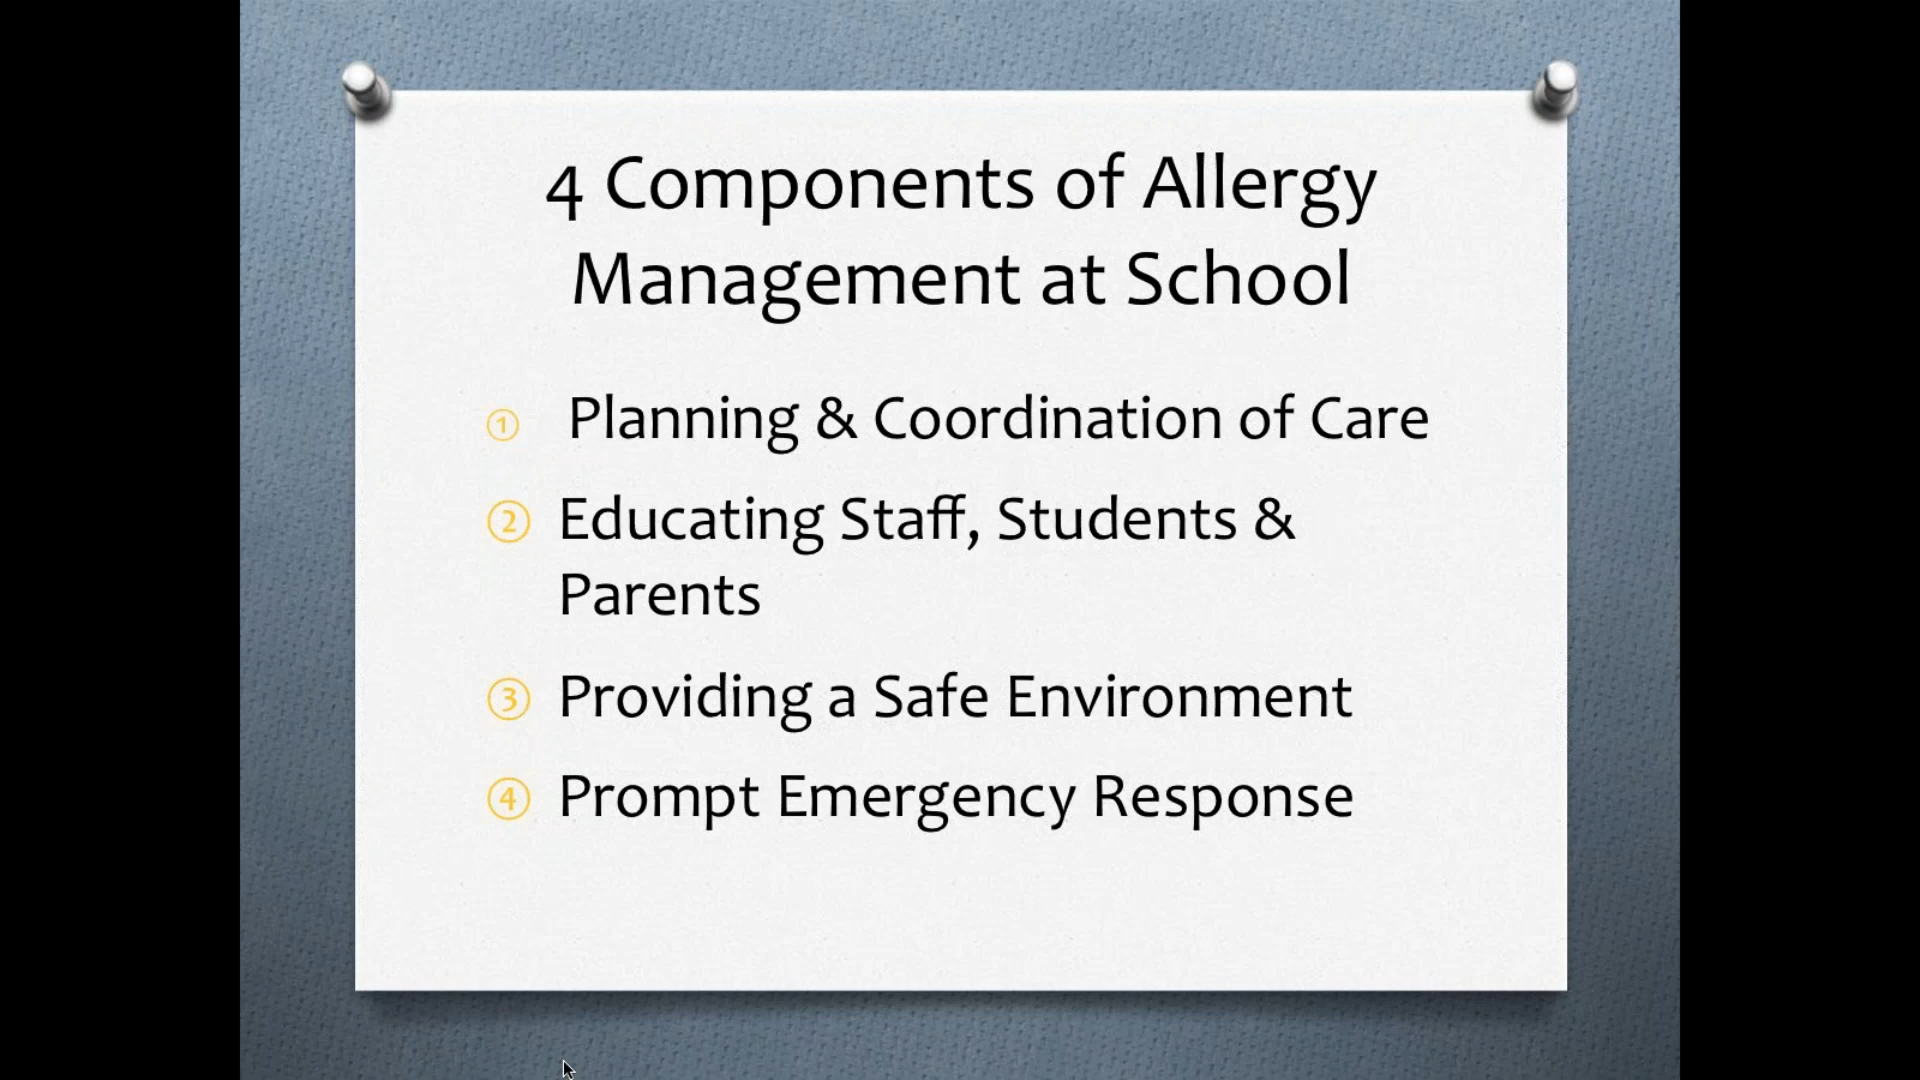 4 Components of Allergy
Management at School
① Planning & Coordination of Care
② Educating Staff, Students &
Parents
③ Providing a Safe Environment
④ Prompt Emergency Response